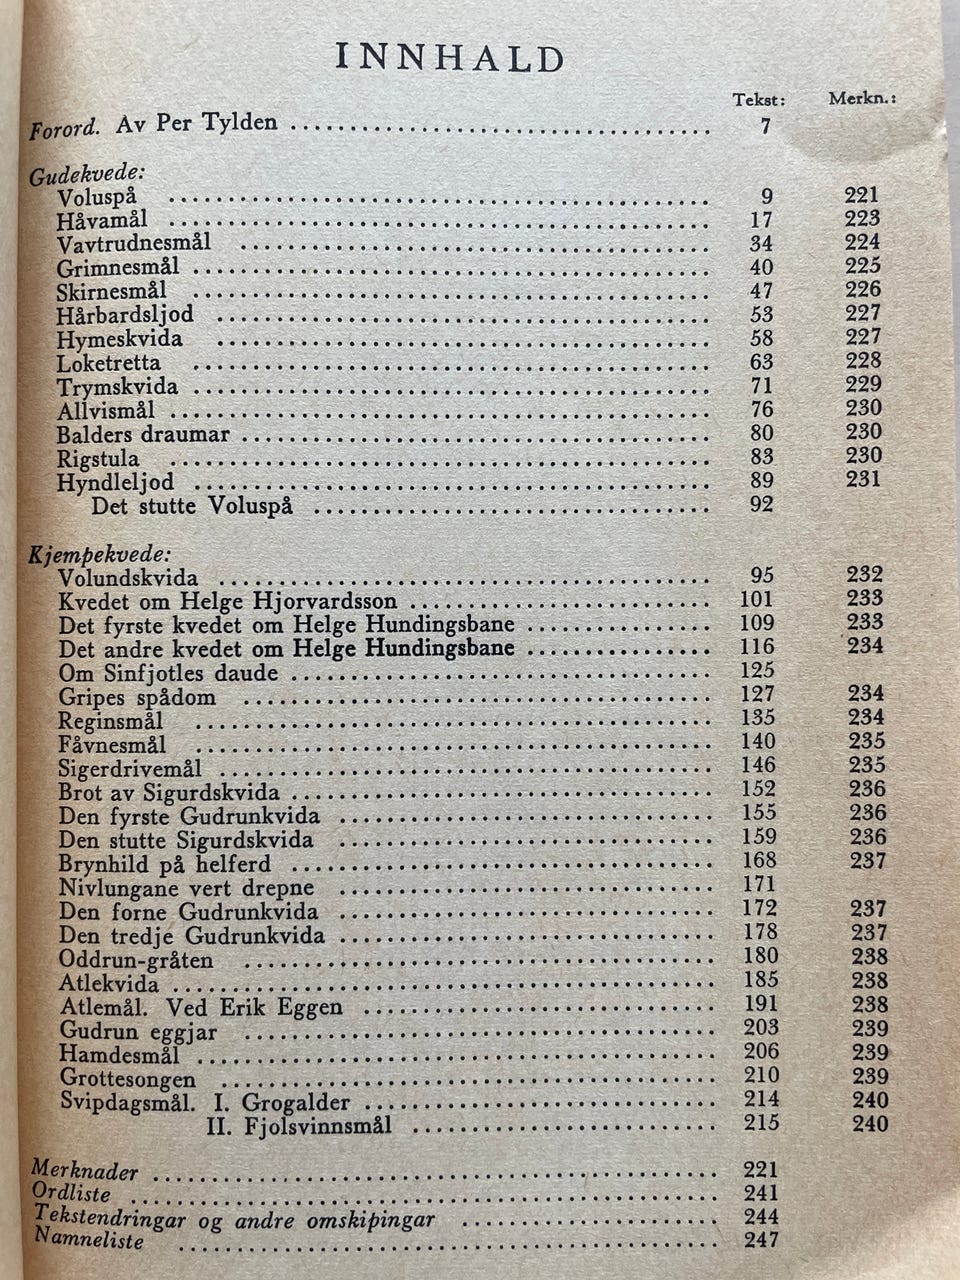 INNHALD
Tekst: Merkn.:
Forord. Av Per Tylden 7
Gudekvede:
Voluspå 9 221
Håvamål 17 223
Vavtrudnesmål 34 224
Grimnesmål 40 225
Skirnesmål 47 226
Hårbardsljod 53 227
Hymeskvida 58 227
Loketretta 63 228
Trymskvida 71 229
Allvismål 76 230
Balders draumar 80 230
Rigstula 83 230
Hyndleljod 89 231
Det stutte Voluspå 92
Kjempekvede:
Volundskvida 95 232
Kvedet om Helge Hjorvardsson 101 233
Det fyrste kvedet om Helge Hundingsbane 109 233
Det andre kvedet om Helge Hundingsbane 116 234
Om Sinfjotles daude 125
Gripes spådom 127 234
Reginsmål 135 234
Fåvnesmål 140 235
Sigerdrivemål 146 235
Brot av Sigurdskvida 152 236
Den fyrste Gudrunkvida 155 236
Den stutte Sigurdskvida 159 236
Brynhild på helferd 168 237
Nivlungane vert drepne 171
Den forne Gudrunkvida 172 237
Den tredje Gudrunkvida 178 237
Oddrun-gråten 180 238
Atlekvida 185 238
Atlemål. Ved Erik Eggen 191 238
Gudrun eggjar 203 239
Hamdesmål 206 239
Grottesongen 210 239
Svipdagsmål. I. Grogalder 214 240
II. Fjolsvinnsmål 215 240
Merknader 221
Ordliste 241
Tekstendringar og andre omskipingar 244
Namneliste 247